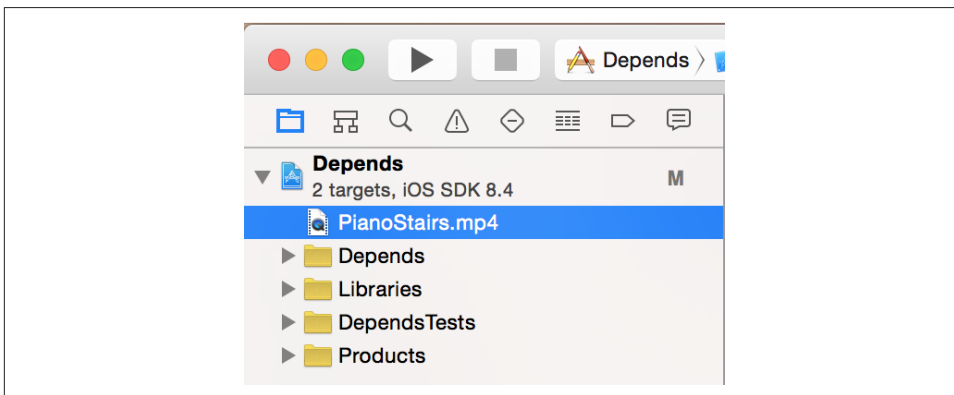 Depends
Depends
2 targets, iOS SDK 8.4
M
PianoStairs.mp4
Depends
Libraries
DependsTests
Products